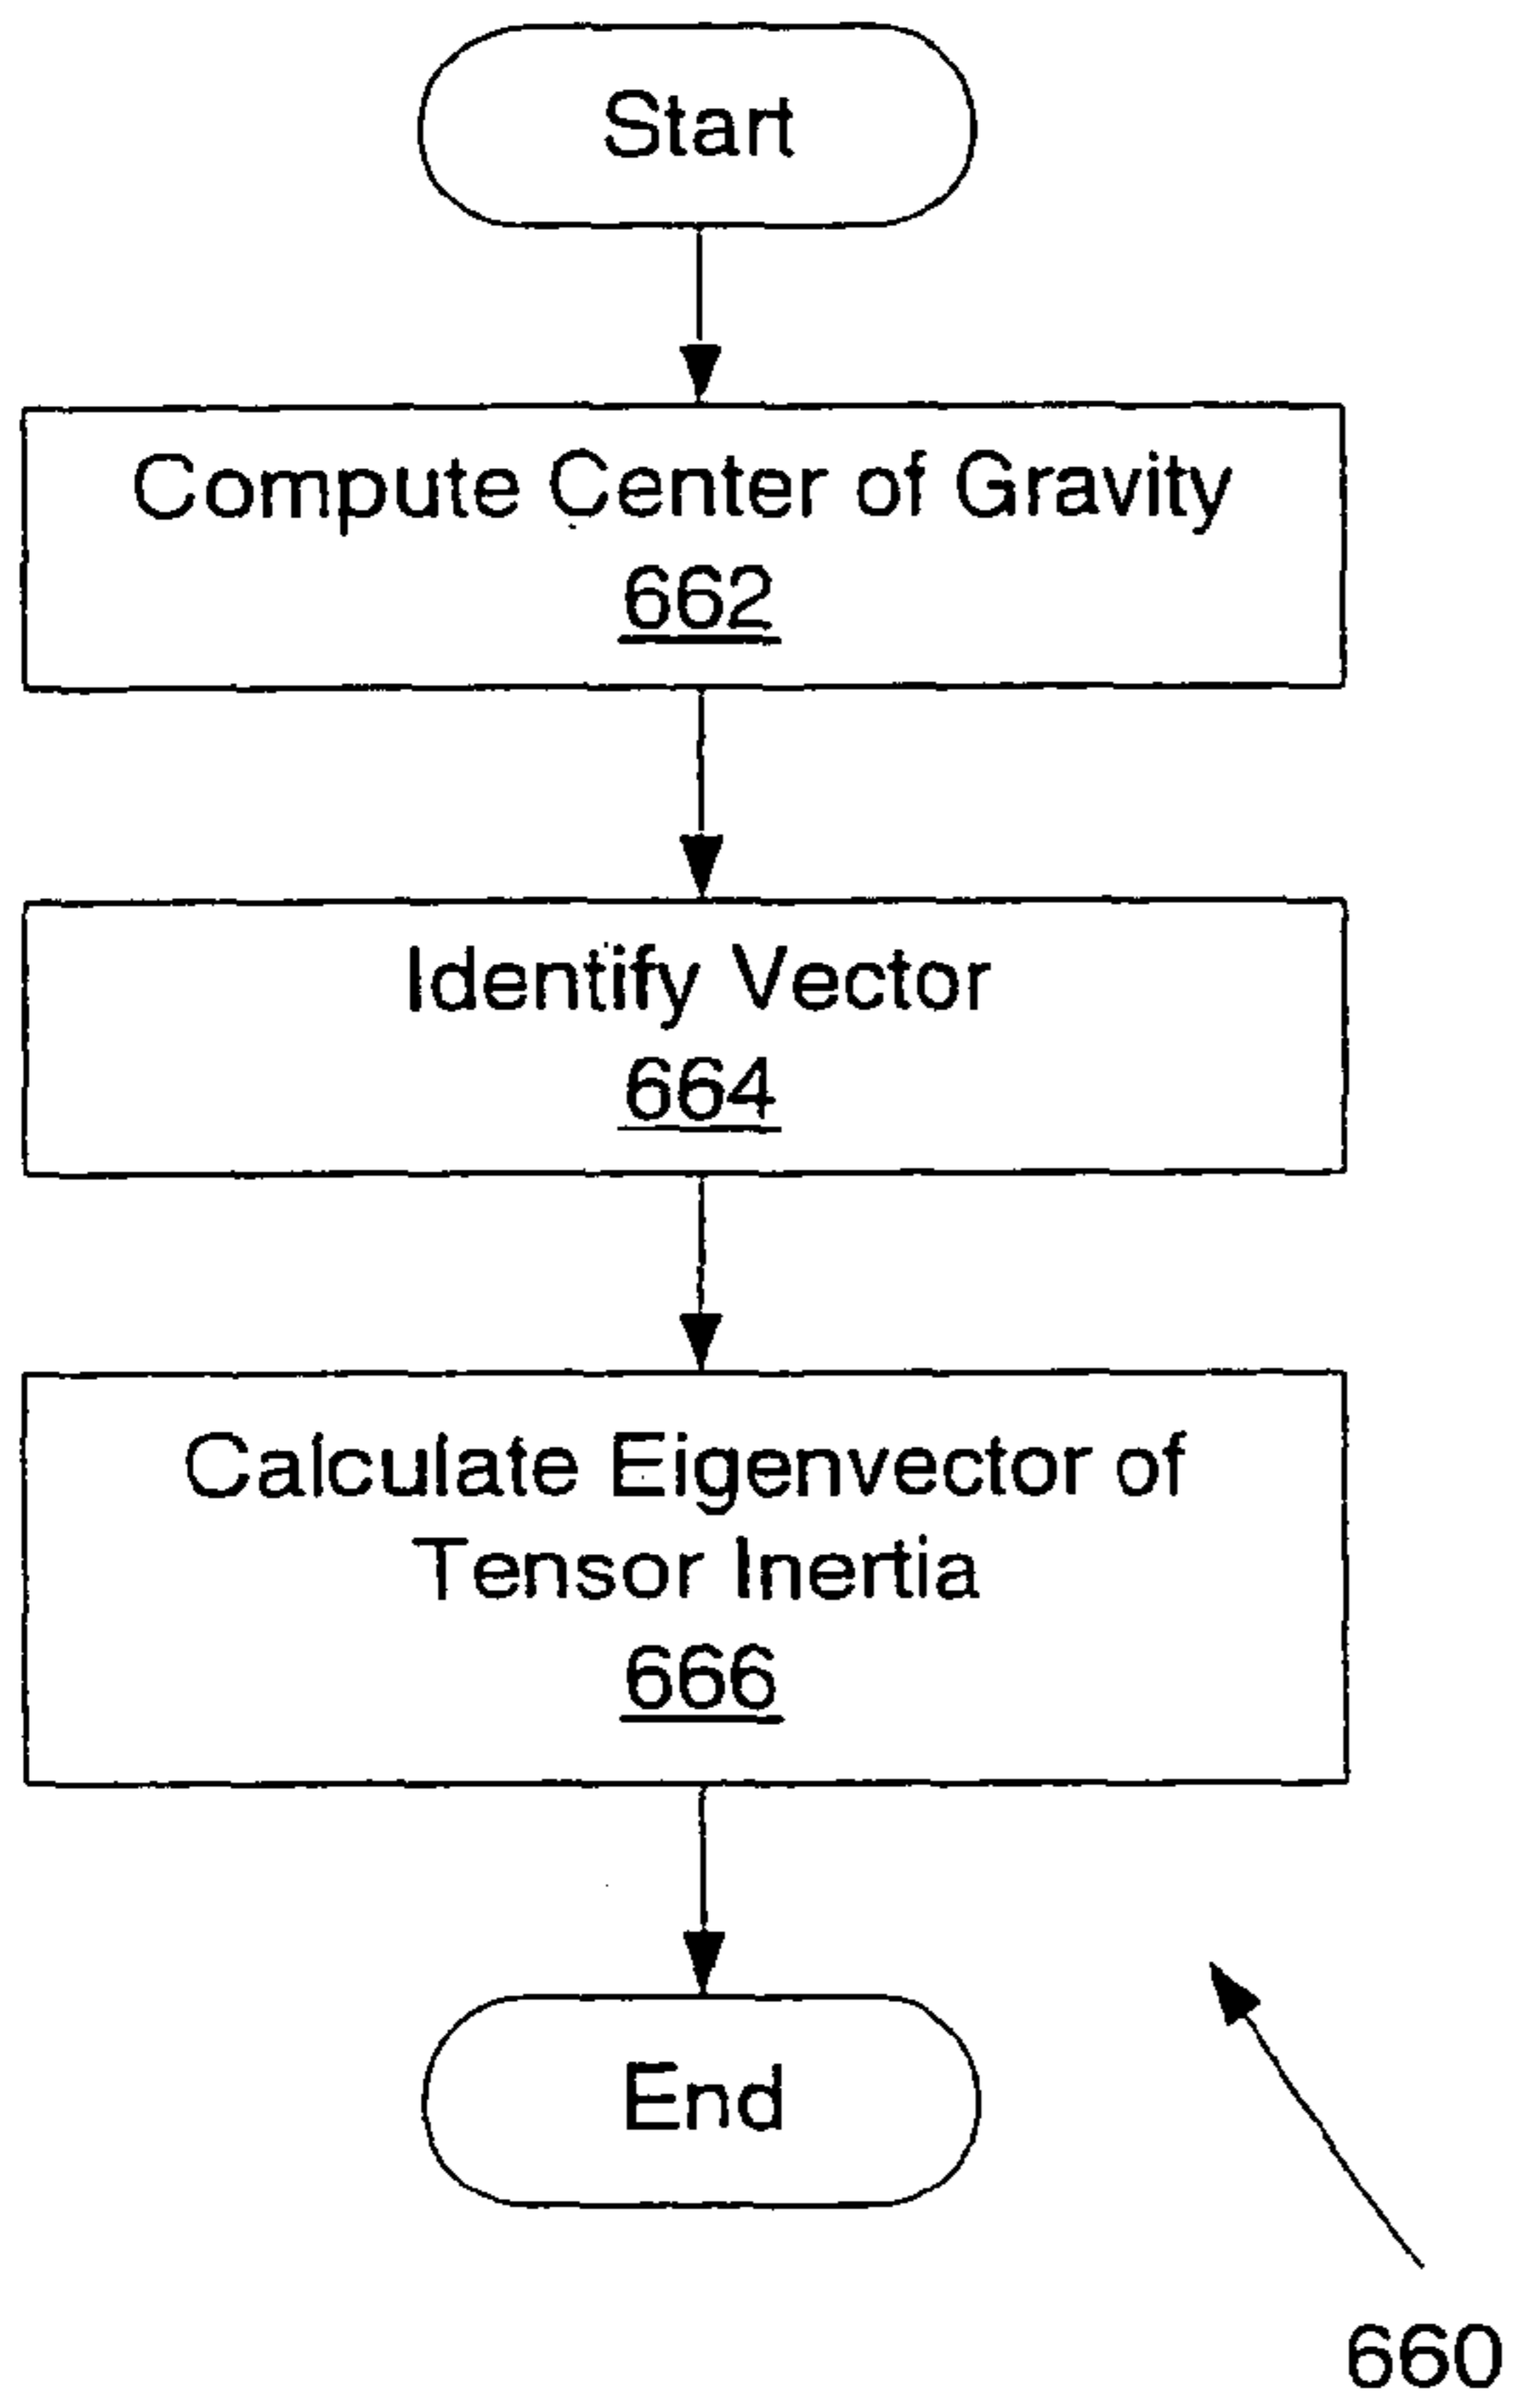 Start
Compute Center of Gravity
662
Identify Vector
664
Calculate Eigenvector of
Tensor Inertia
666
End
660